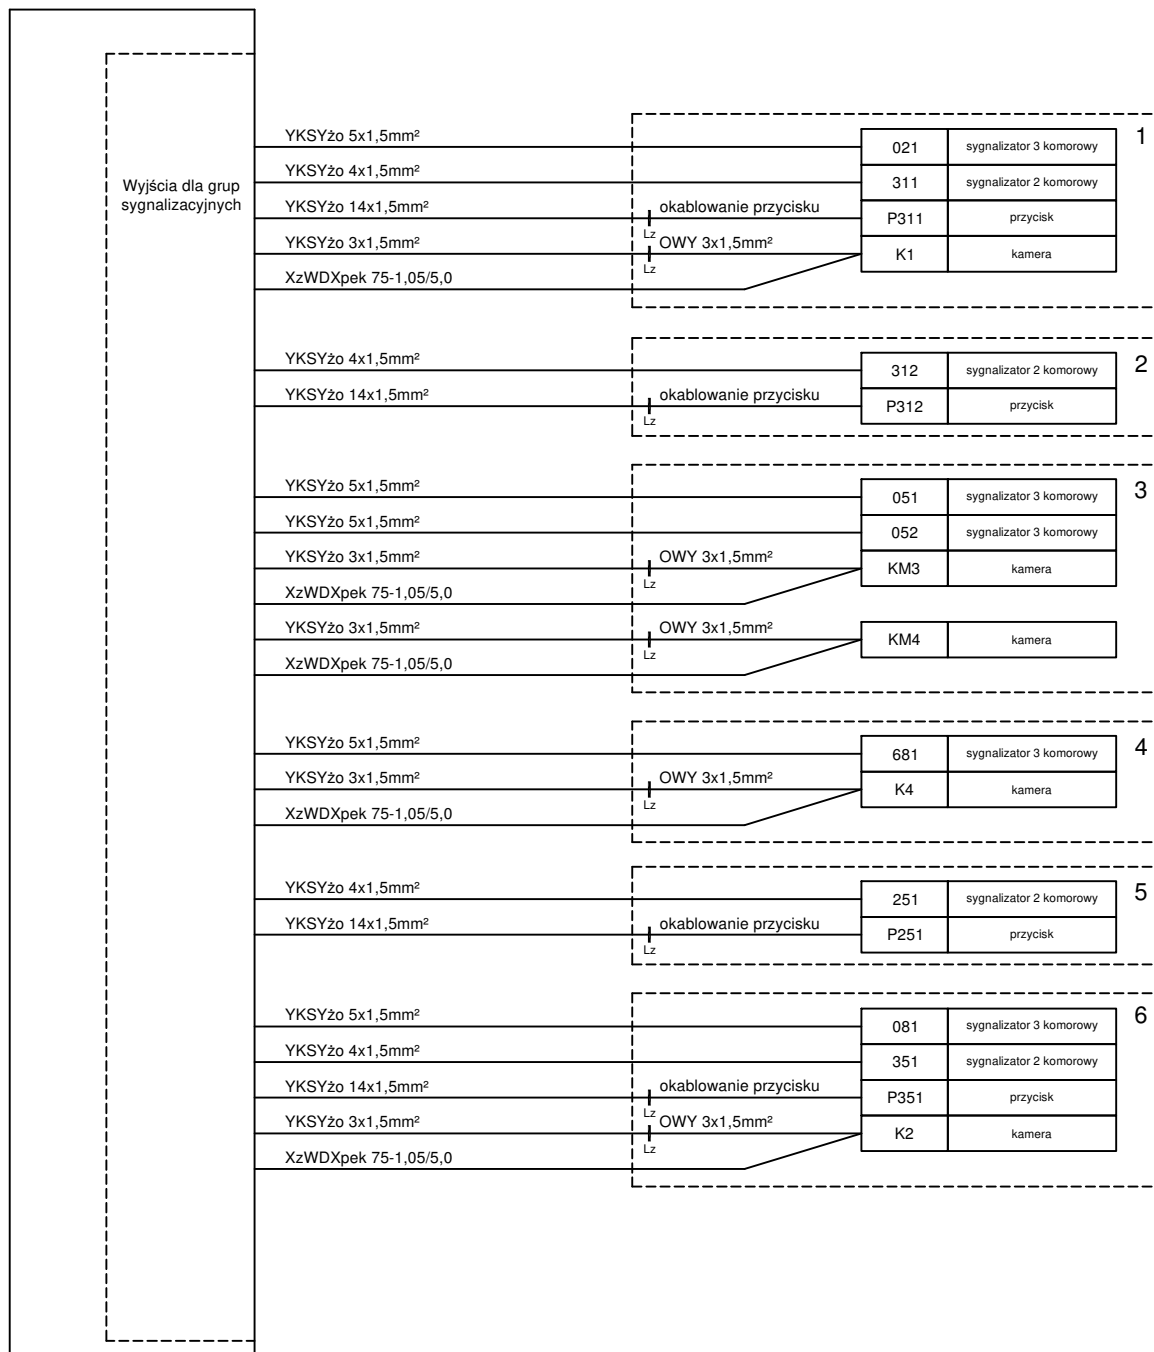 Wyjścia dla grup
sygnalizacyjnych
1
YKSYżo 5x1,5mm²
021 sygnalizator 3 komorowy
YKSYżo 4x1,5mm²
311 sygnalizator 2 komorowy
YKSYżo 14x1,5mm² okablowanie przycisku
Lz
P311 przycisk
YKSYżo 3x1,5mm² OWY 3x1,5mm²
Lz
K1 kamera
XzWDXpek 75-1,05/5,0
2
YKSYżo 4x1,5mm²
312 sygnalizator 2 komorowy
YKSYżo 14x1,5mm² okablowanie przycisku
Lz
P312 przycisk
3
YKSYżo 5x1,5mm²
051 sygnalizator 3 komorowy
YKSYżo 5x1,5mm²
052 sygnalizator 3 komorowy
YKSYżo 3x1,5mm² OWY 3x1,5mm²
Lz
KM3 kamera
XzWDXpek 75-1,05/5,0
YKSYżo 3x1,5mm² OWY 3x1,5mm²
Lz
KM4 kamera
XzWDXpek 75-1,05/5,0
4
YKSYżo 5x1,5mm²
681 sygnalizator 3 komorowy
YKSYżo 3x1,5mm² OWY 3x1,5mm²
Lz
K4 kamera
XzWDXpek 75-1,05/5,0
5
YKSYżo 4x1,5mm²
251 sygnalizator 2 komorowy
YKSYżo 14x1,5mm² okablowanie przycisku
Lz
P251 przycisk
6
YKSYżo 5x1,5mm²
081 sygnalizator 3 komorowy
YKSYżo 4x1,5mm²
351 sygnalizator 2 komorowy
YKSYżo 14x1,5mm² okablowanie przycisku
Lz
P351 przycisk
YKSYżo 3x1,5mm² OWY 3x1,5mm²
Lz
K2 kamera
XzWDXpek 75-1,05/5,0